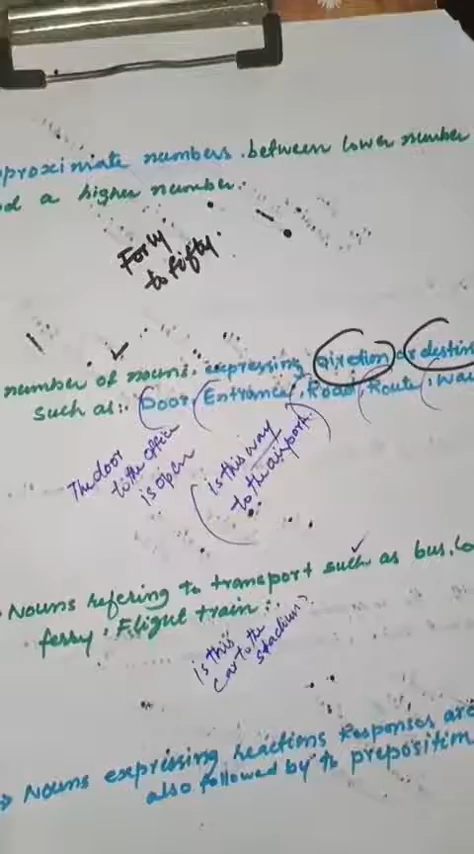 proximate numbers between lower number
nd a higher number.
Forty
to fifty.
number of nouns expressing direction or destin
Such as: Door, Entrance, Road, Route, Way
The door
to the office
is open
is this way
to the airport.
Nouns refering to transport such as bus,
ferry, Flight train:
is this
car to the
stadium?
Nouns expressing reactions Responses are
also followed by to preposition